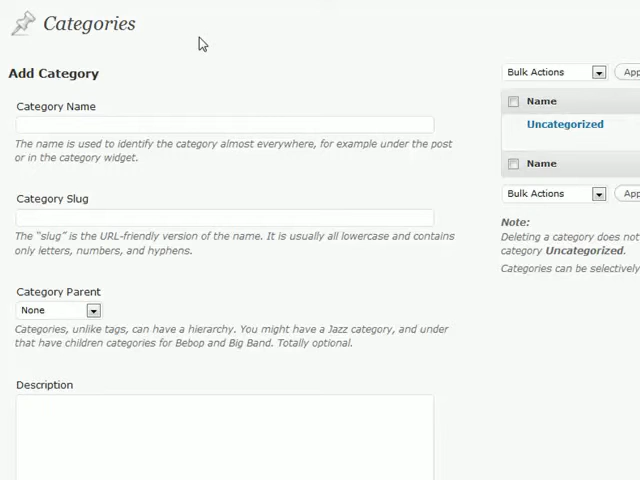 Categories
Add Category
Category Name
The name is used to identify the category almost everywhere, for example under the post
or in the category widget.
Category Slug
The “slug” is the URL-friendly version of the name. It is usually all lowercase and contains
only letters, numbers, and hyphens.
Category Parent
None
Categories, unlike tags, can have a hierarchy. You might have a Jazz category, and under
that have children categories for Bebop and Big Band. Totally optional.
Description
Bulk Actions App
Name
Uncategorized
Name
Bulk Actions App
Note:
Deleting a category does not
category Uncategorized.
Categories can be selectively